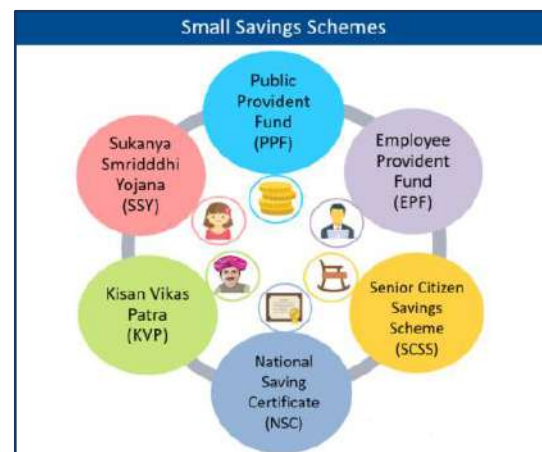 Small Savings Schemes
Public
Provident
Fund
(PPF)
Employee
Provident
Fund
(EPF)
Senior Citizen
Savings
Scheme
(SCSS)
National
Saving
Certificate
(NSC)
Kisan Vikas
Patra
(KVP)
Sukanya
Smridddhi
Yojana
(SSY)